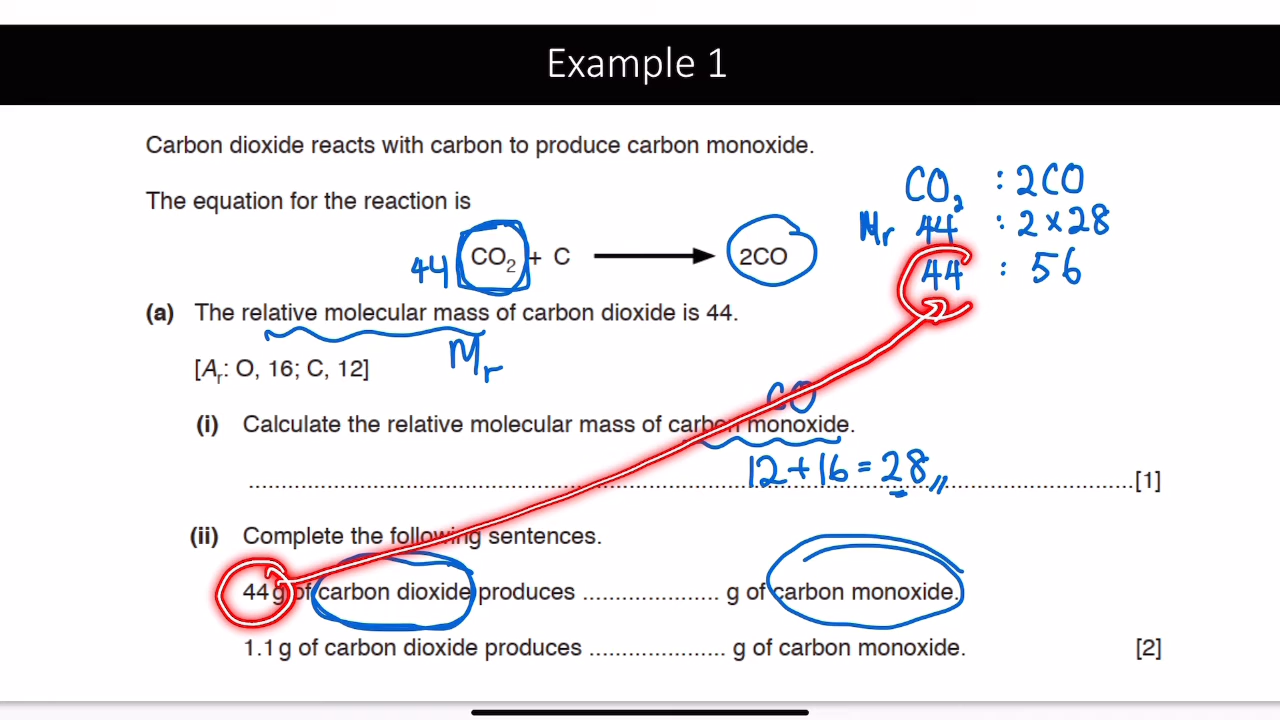 Example 1
Carbon dioxide reacts with carbon to produce carbon monoxide.
CO₂ : 2CO
The equation for the reaction is
Mr 44 : 2×28
44 CO₂ + C ⟶ 2CO
44 : 56
(a) The relative molecular mass of carbon dioxide is 44.
Mr
[Aᵣ: O, 16; C, 12]
CO
(i) Calculate the relative molecular mass of carbon monoxide.
12+16=28
[1]
(ii) Complete the following sentences.
44 g of carbon dioxide produces ..................... g of carbon monoxide.
1.1 g of carbon dioxide produces ..................... g of carbon monoxide. [2]